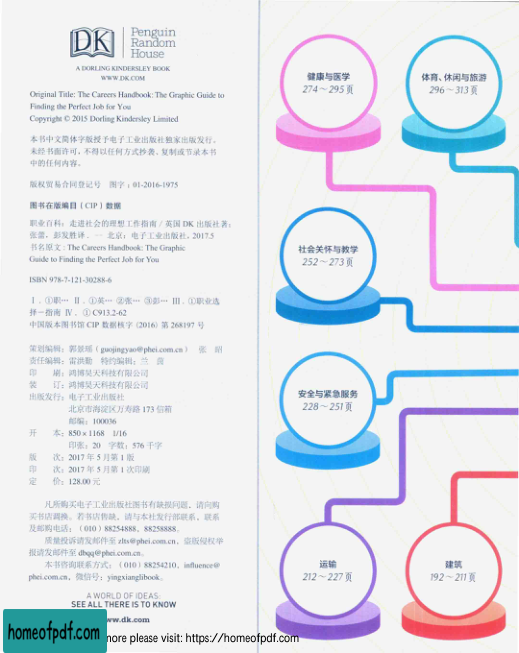 DK
Penguin
Random
House
A DORLING KINDERSLEY BOOK
WWW.DK.COM
Original Title: The Careers Handbook: The Graphic Guide to
Finding the Perfect Job for You
Copyright © 2015 Dorling Kindersley Limited
本书中文简体字版授予电子工业出版社独家出版发行。
未经书面许可，不得以任何方式抄袭、复制或节录本书
中的任何内容。
版权贸易合同登记号 图字：01-2016-1975
图书在版编目（CIP）数据
职业百科：走进社会的理想工作指南 / 英国 DK 出版社著；
张蕾，彭发胜译. — 北京：电子工业出版社，2017.5
书名原文：The Careers Handbook: The Graphic
Guide to Finding the Perfect Job for You
ISBN 978-7-121-30288-6
Ⅰ. ①职… Ⅱ. ①英… ②张… ③彭… Ⅲ. ①职业选
择－指南 Ⅳ. ① C913.2-62
中国版本图书馆 CIP 数据核字（2016）第 268197 号
策划编辑：郭景瑶（guojingyao@phei.com.cn） 张 昭
责任编辑：雷洪勤 特约编辑：兰
印 刷：鸿博昊天科技有限公司
装 订：鸿博昊天科技有限公司
出版发行：电子工业出版社
北京市海淀区万寿路 173 信箱
邮编：100036
开 本：850×1168 1/16
印张：20 字数：576 千字
版 次：2017 年 5 月第 1 版
印 次：2017 年 5 月第 1 次印刷
定 价：128.00 元
凡所购买电子工业出版社图书有缺损问题，请向购
买书店调换。若书店售缺，请与本社发行部联系，联系
及邮购电话：（010）88254888，88258888。
质量投诉请发邮件至 zlts@phei.com.cn，盗版侵权举
报请发邮件至 dbqq@phei.com.cn。
本书咨询联系方式：（010）88254210，influence@
phei.com.cn，微信号：yingxianglibook。
A WORLD OF IDEAS:
SEE ALL THERE IS TO KNOW
www.dk.com
健康与医学
274～295页
体育、休闲与旅游
296～313页
社会关怀与教学
252～273页
安全与紧急服务
228～251页
运输
212～227页
建筑
192～211页
homeofpdf.com
more please visit: https://homeofpdf.com